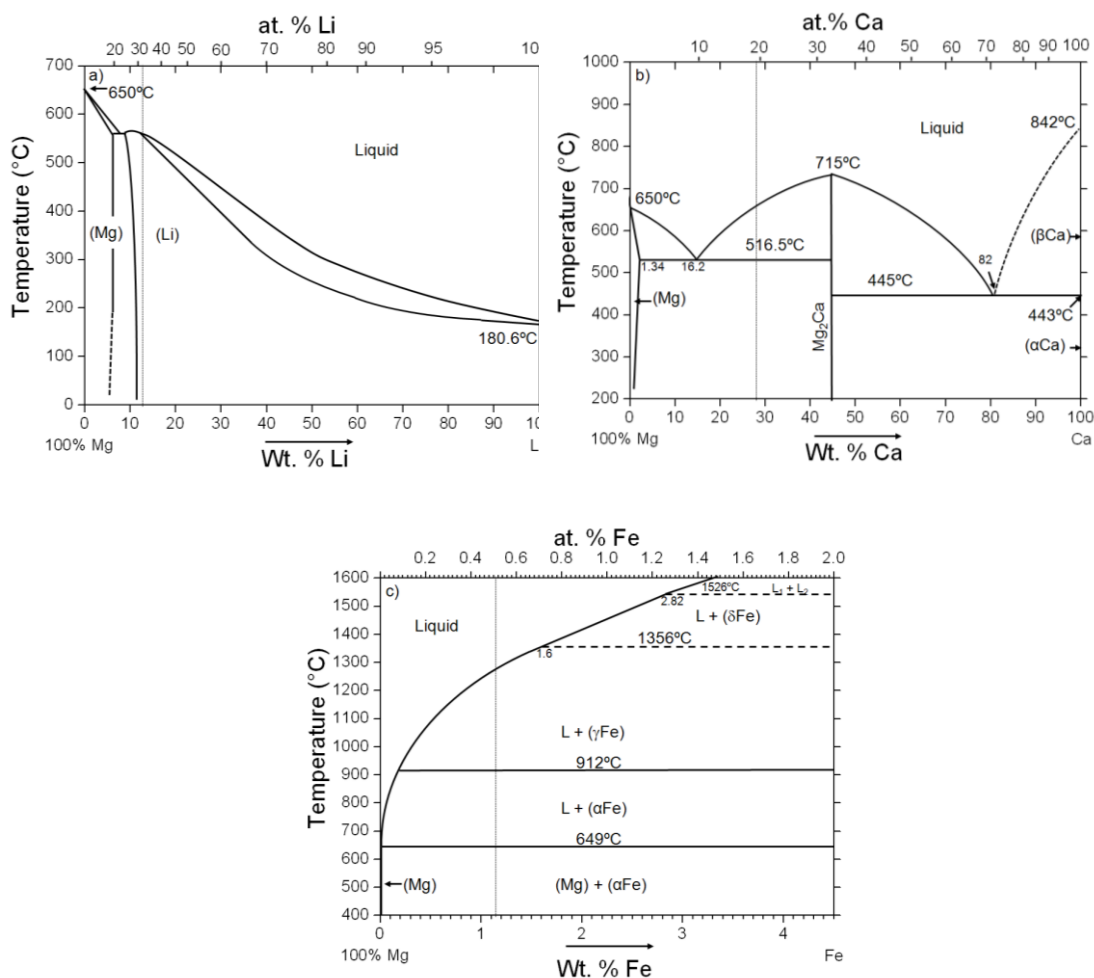 at. % Li
20 30 40 50 60 70 80 90 95 10
700
600
500
400
300
200
100
0
Temperature (°C)
a)
650ºC
Liquid
(Mg)
(Li)
180.6ºC
0 10 20 30 40 50 60 70 80 90 10
100% Mg
L
Wt. % Li
at.% Ca
10 20 30 40 50 60 70 80 90 100
1000
900
800
700
600
500
400
300
200
Temperature (°C)
b)
Liquid
842ºC
715ºC
650ºC
(βCa)
516.5ºC
1.34
16.2
82
(Mg)
445ºC
443ºC
Mg₂Ca
(αCa)
0 10 20 30 40 50 60 70 80 90 100
100% Mg
Ca
Wt. % Ca
at. % Fe
0.2 0.4 0.6 0.8 1.0 1.2 1.4 1.6 1.8 2.0
1600
1500
1400
1300
1200
1100
1000
900
800
700
600
500
400
Temperature (°C)
c)
1526ºC
L₁ + L₂
2.82
L + (δFe)
Liquid
1356ºC
1.6
L + (γFe)
912ºC
L + (αFe)
649ºC
(Mg)
(Mg) + (αFe)
0 1 2 3 4
100% Mg
Fe
Wt. % Fe